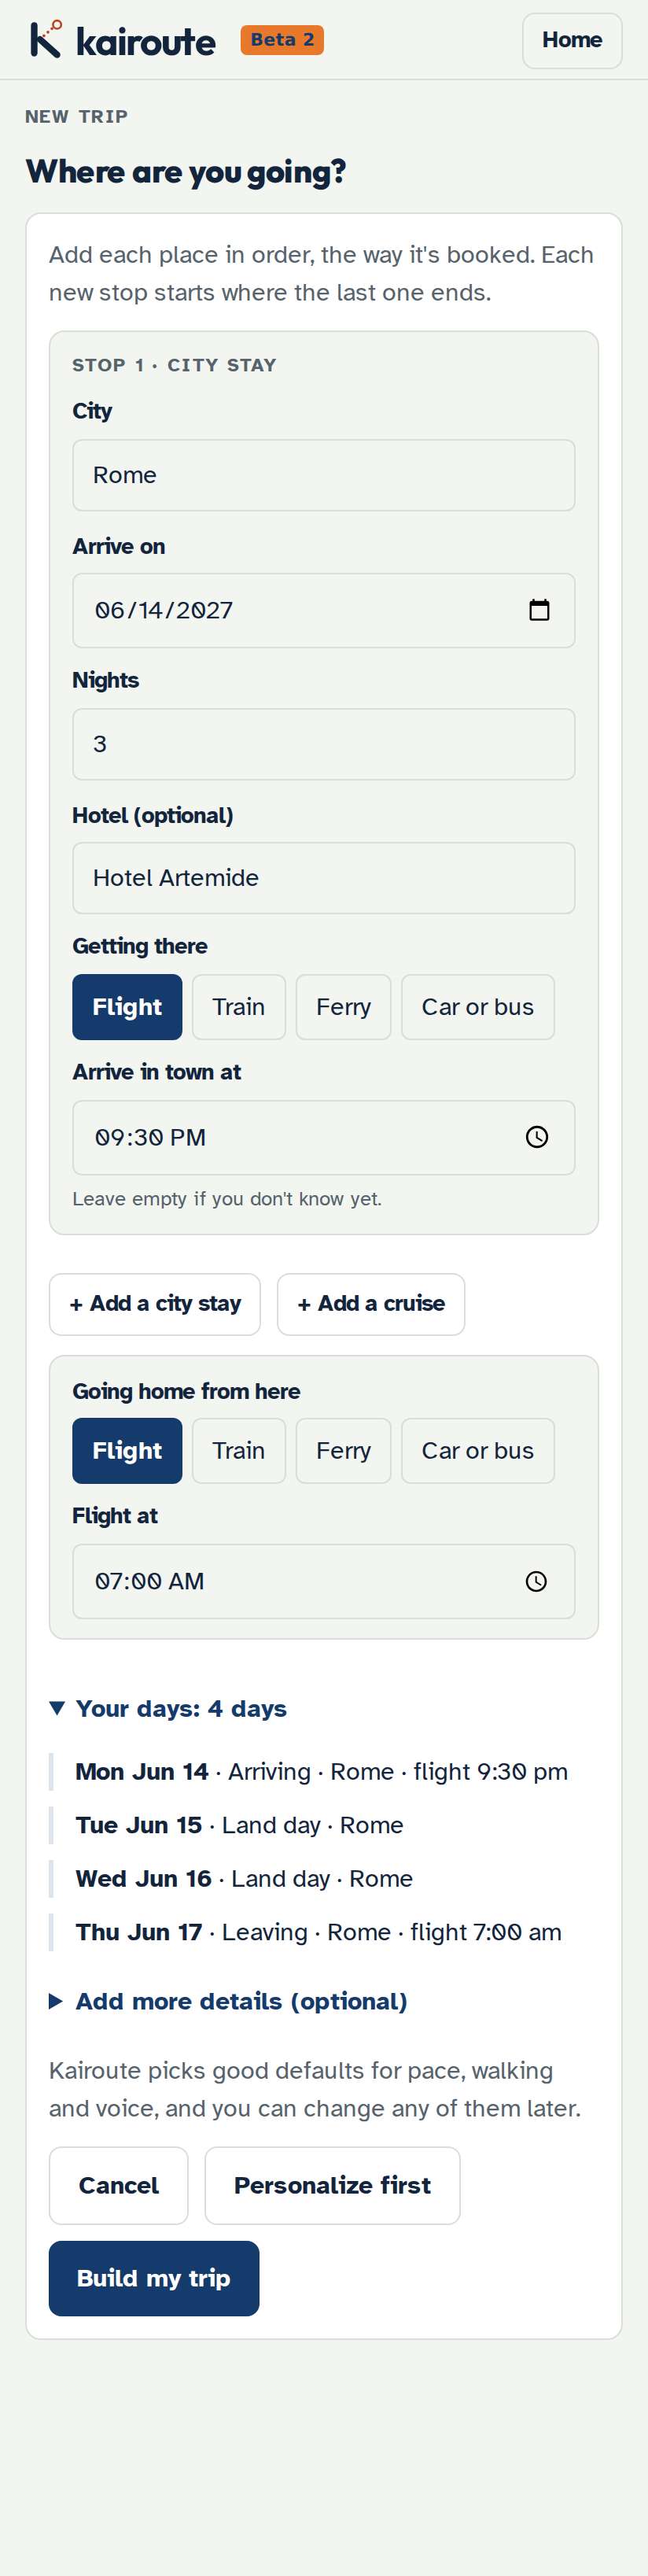 kairoute Beta 2 Home
NEW TRIP
Where are you going?
Add each place in order, the way it's booked. Each
new stop starts where the last one ends.
STOP 1 · CITY STAY
City
Rome
Arrive on
06/14/2027
Nights
3
Hotel (optional)
Hotel Artemide
Getting there
Flight Train Ferry Car or bus
Arrive in town at
09:30 PM
Leave empty if you don't know yet.
+ Add a city stay + Add a cruise
Going home from here
Flight Train Ferry Car or bus
Flight at
07:00 AM
Your days: 4 days
Mon Jun 14 · Arriving · Rome · flight 9:30 pm
Tue Jun 15 · Land day · Rome
Wed Jun 16 · Land day · Rome
Thu Jun 17 · Leaving · Rome · flight 7:00 am
Add more details (optional)
Kairoute picks good defaults for pace, walking
and voice, and you can change any of them later.
Cancel Personalize first
Build my trip